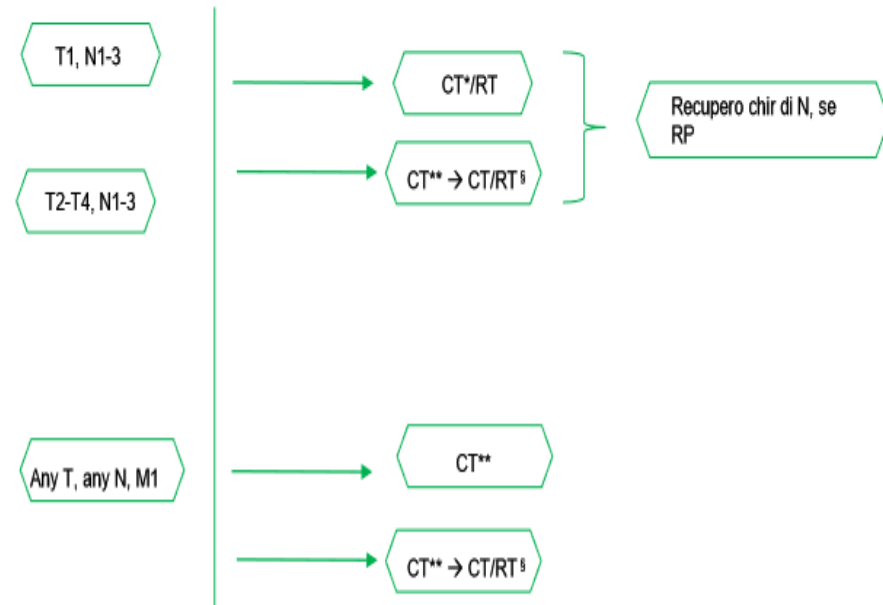 T1, N1-3
CT*/RT
Recupero chir di N, se
RP
T2-T4, N1-3
CT** → CT/RT§
Any T, any N, M1
CT**
CT** → CT/RT§